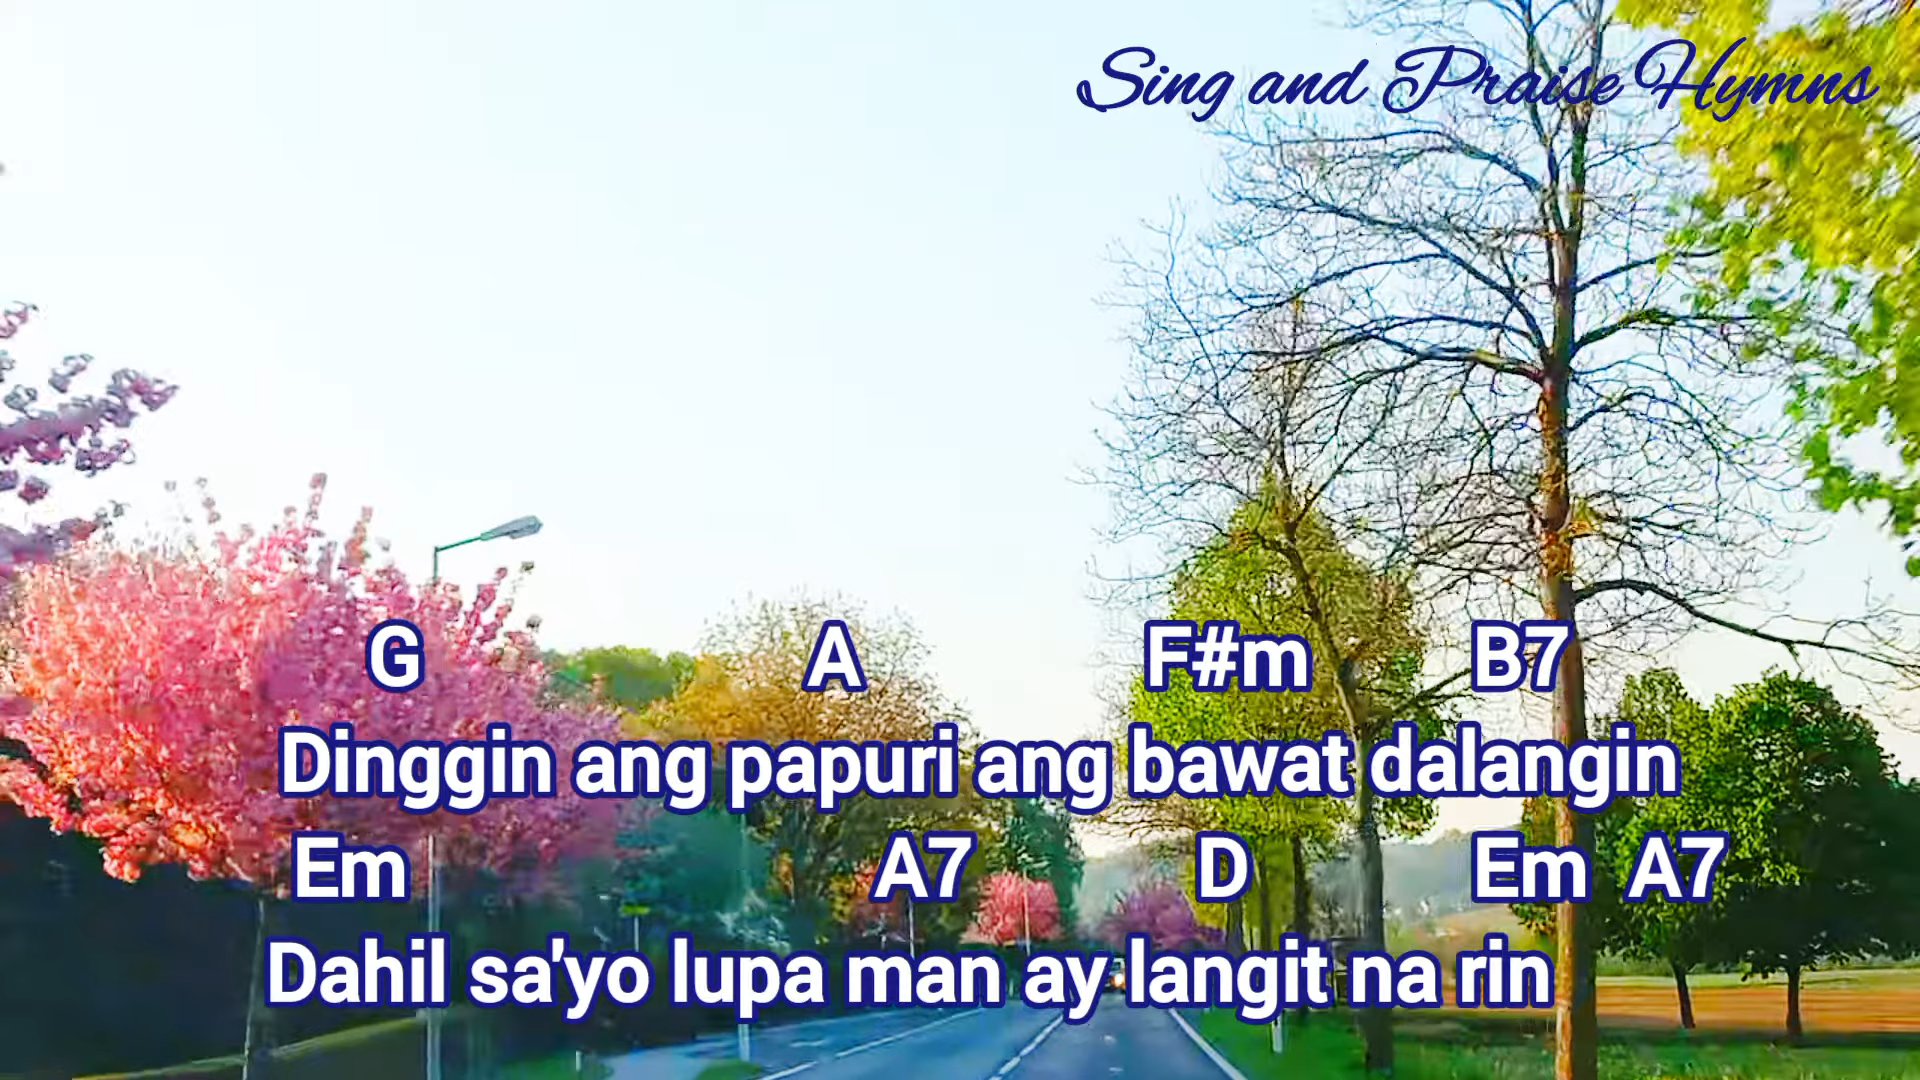 Sing and Praise Hymns
G A F#m B7
Dinggin ang papuri ang bawat dalangin
Em A7 D Em A7
Dahil sa'yo lupa man ay langit na rin